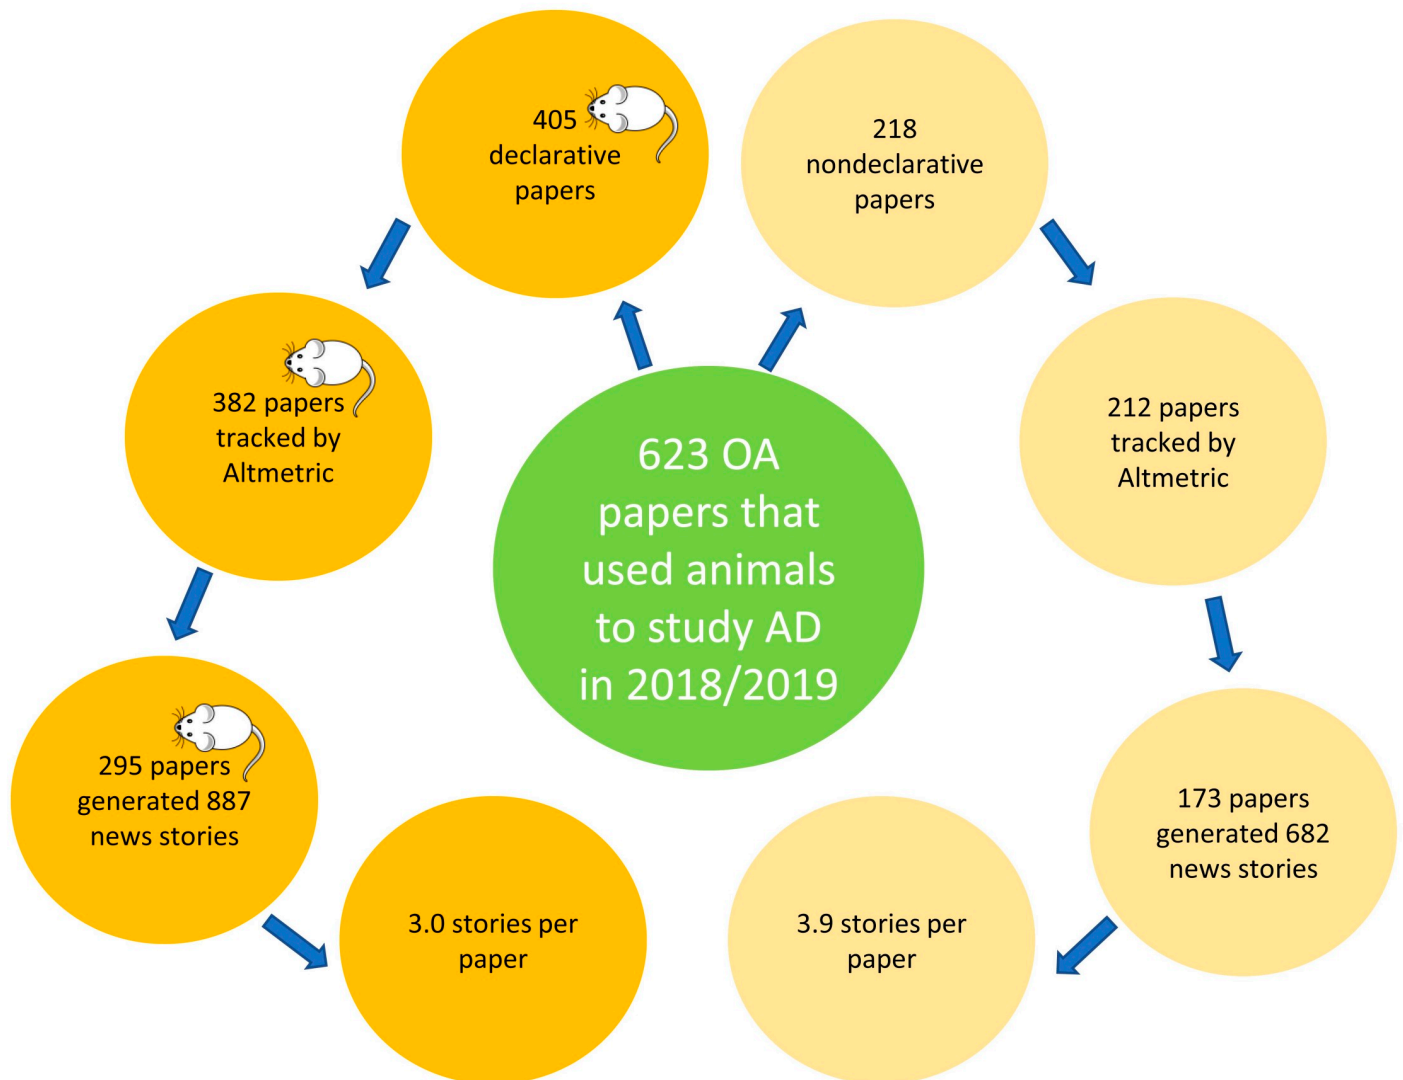 405
declarative
papers
218
nondeclarative
papers
382 papers
tracked by
Altmetric
212 papers
tracked by
Altmetric
623 OA
papers that
used animals
to study AD
in 2018/2019
295 papers
generated 887
news stories
173 papers
generated 682
news stories
3.0 stories per
paper
3.9 stories per
paper